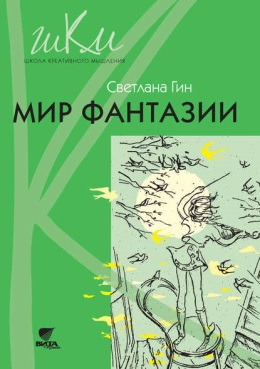 шкм
ШКОЛА КРЕАТИВНОГО МЫШЛЕНИЯ
Светлана Гин
МИР ФАНТАЗИИ
ВИТА